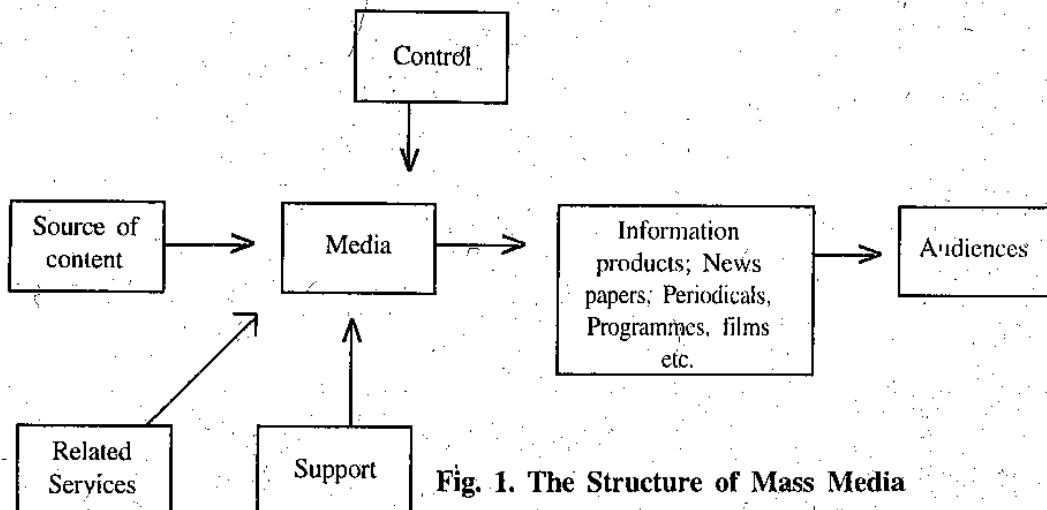 Control
Source of
content
Media
Information
products; News
papers, Periodicals,
Programmes, films
etc.
Audiences
Related
Services
Support
Fig. 1. The Structure of Mass Media